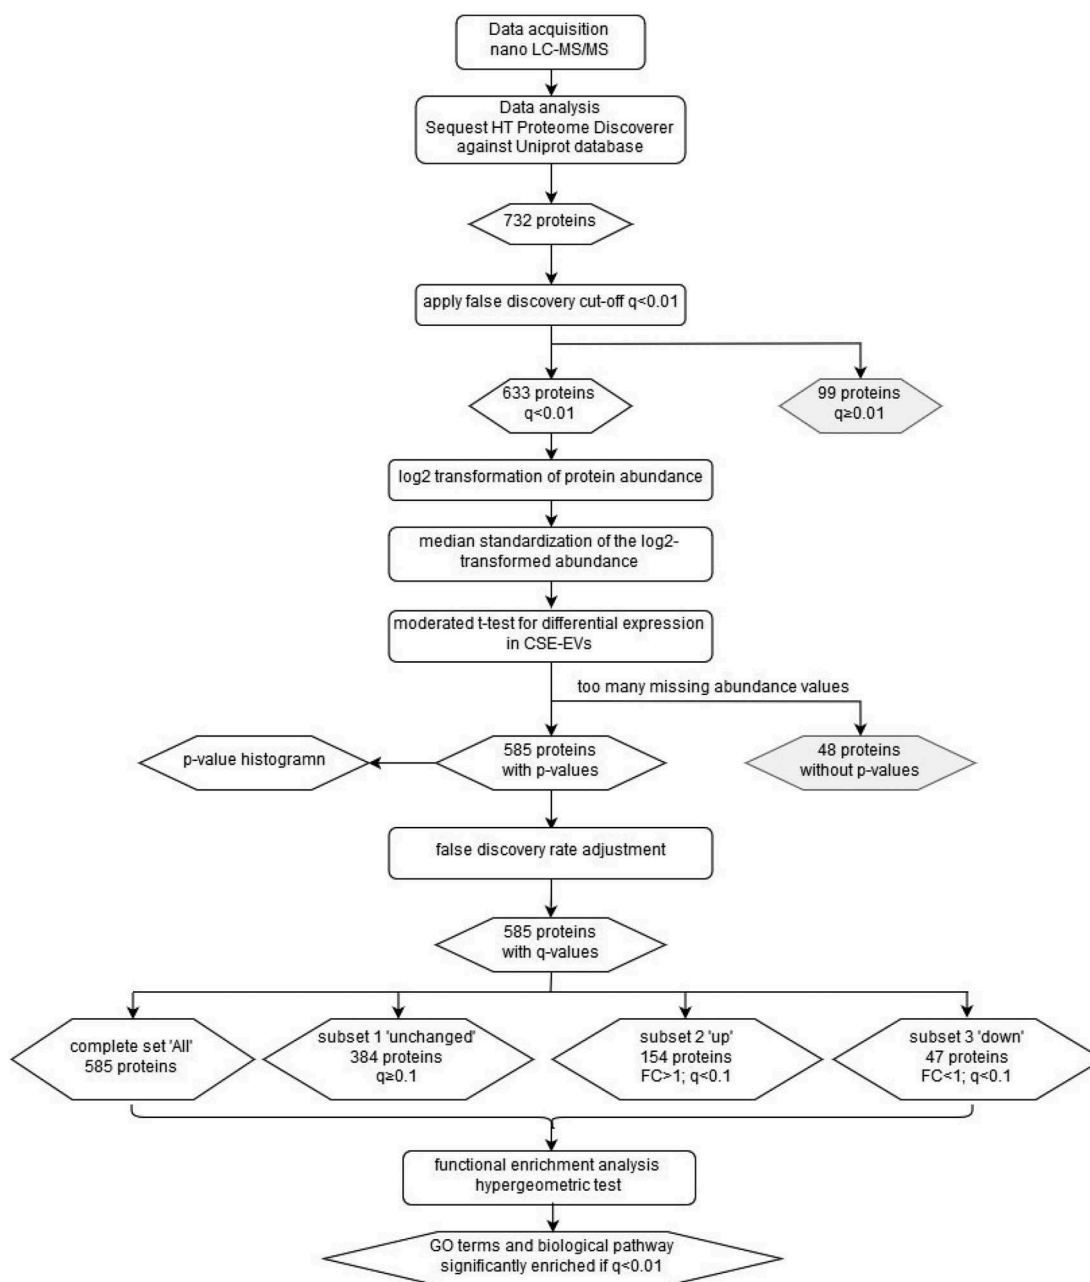 Data acquisition
nano LC-MS/MS
Data analysis
Sequest HT Proteome Discoverer
against Uniprot database
732 proteins
apply false discovery cut-off q<0.01
633 proteins
q<0.01
99 proteins
q≥0.01
log2 transformation of protein abundance
median standardization of the log2-
transformed abundance
moderated t-test for differential expression
in CSE-EVs
too many missing abundance values
p-value histogramn
585 proteins
with p-values
48 proteins
without p-values
false discovery rate adjustment
585 proteins
with q-values
complete set 'All'
585 proteins
subset 1 'unchanged'
384 proteins
q≥0.1
subset 2 'up'
154 proteins
FC>1; q<0.1
subset 3 'down'
47 proteins
FC<1; q<0.1
functional enrichment analysis
hypergeometric test
GO terms and biological pathway
significantly enriched if q<0.01